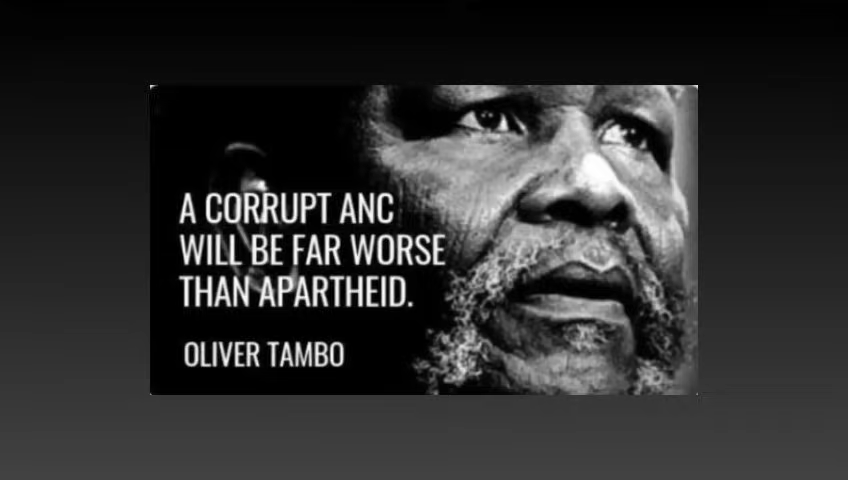 A CORRUPT ANC
WILL BE FAR WORSE
THAN APARTHEID.
OLIVER TAMBO